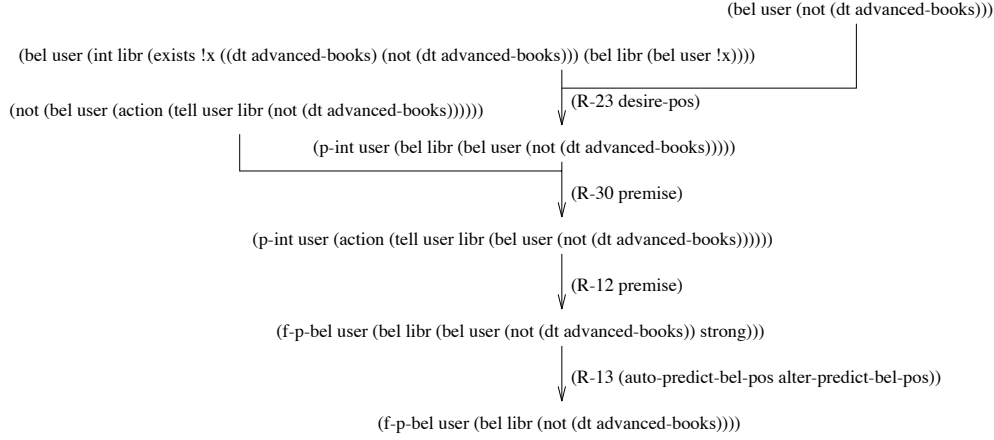 (bel user (not (dt advanced-books)))
(bel user (int libr (exists !x ((dt advanced-books) (not (dt advanced-books))) (bel libr (bel user !x))))
(R-23 desire-pos)
(not (bel user (action (tell user libr (not (dt advanced-books))))))
(p-int user (bel libr (bel user (not (dt advanced-books)))))
(R-30 premise)
(p-int user (action (tell user libr (bel user (not (dt advanced-books))))))
(R-12 premise)
(f-p-bel user (bel libr (bel user (not (dt advanced-books)) strong)))
(R-13 (auto-predict-bel-pos alter-predict-bel-pos))
(f-p-bel user (bel libr (not (dt advanced-books))))